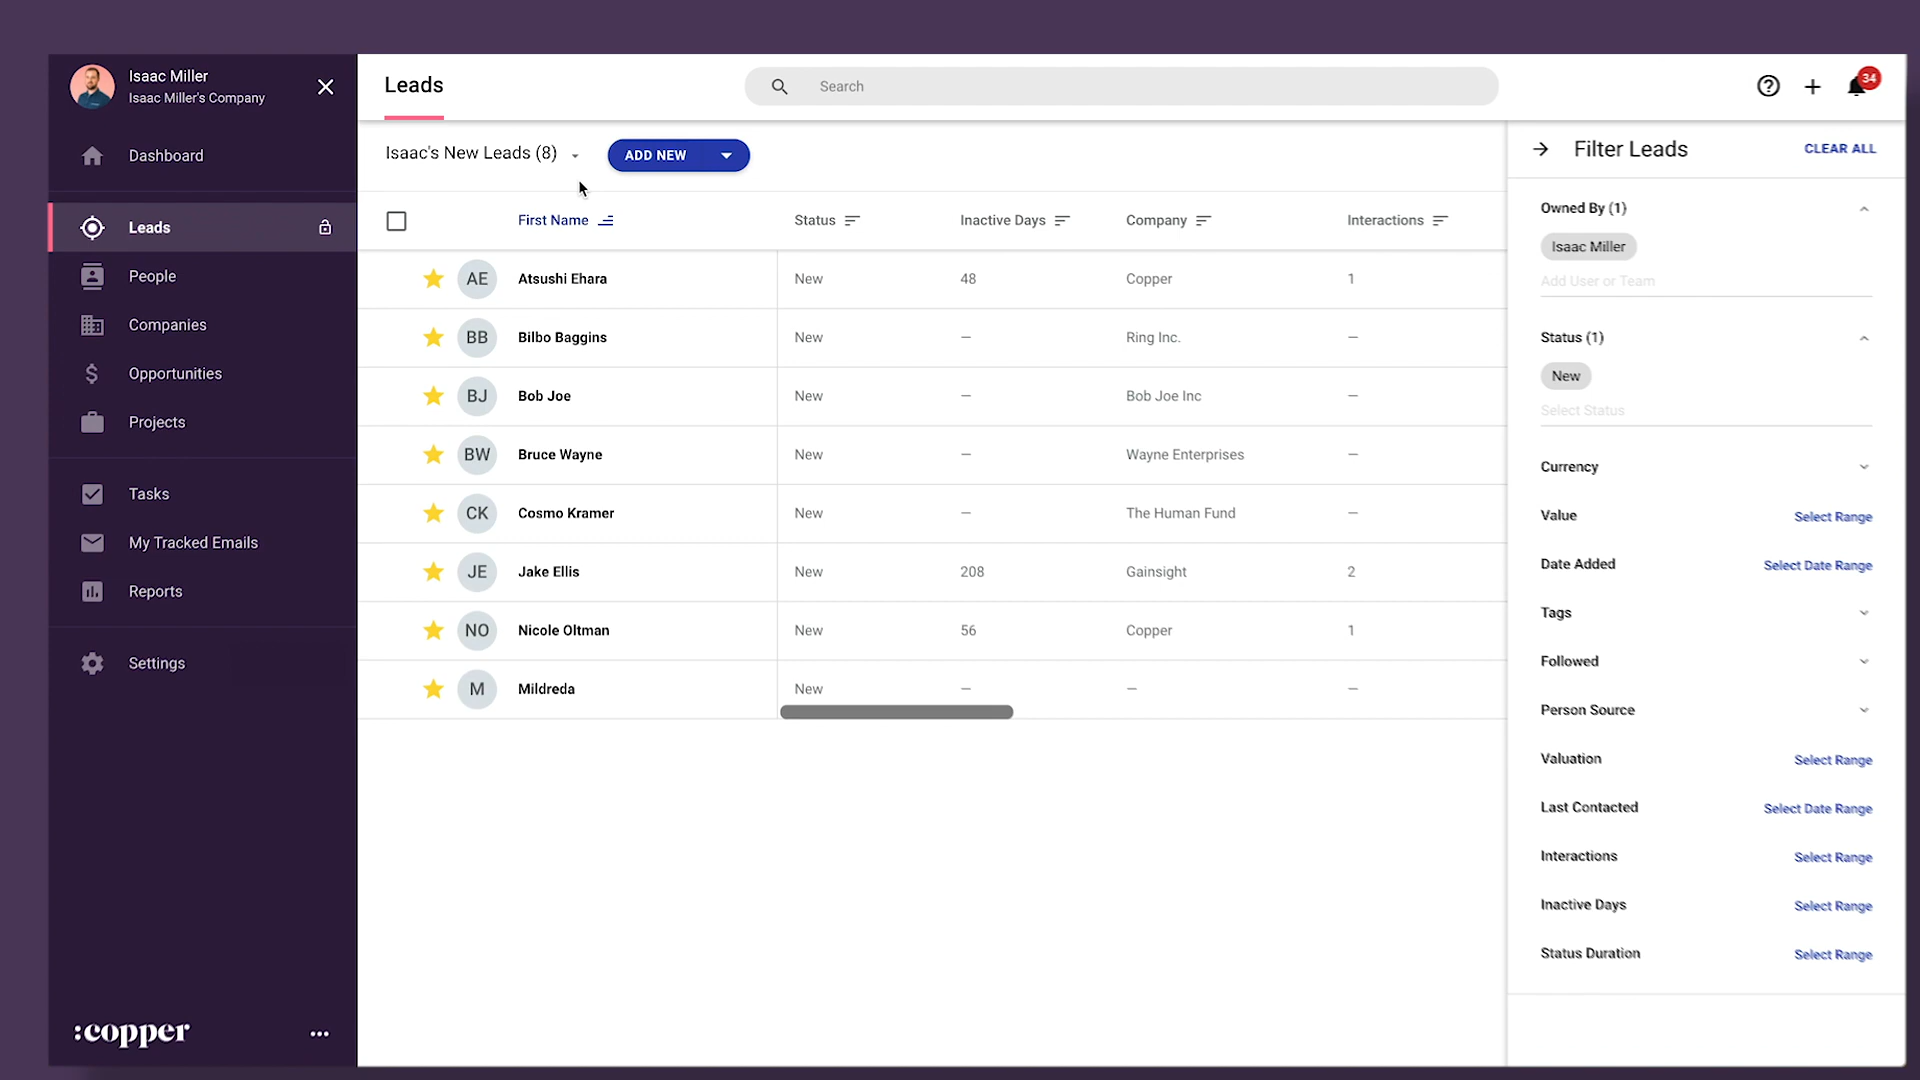 Isaac Miller
Isaac Miller's Company
Dashboard
Leads
People
Companies
Opportunities
Projects
Tasks
My Tracked Emails
Reports
Settings
:copper
Leads
Search
34
Isaac's New Leads (8)
ADD NEW
First Name Status Inactive Days Company Interactions
AE Atsushi Ehara New 48 Copper 1
BB Bilbo Baggins New – Ring Inc. –
BJ Bob Joe New – Bob Joe Inc –
BW Bruce Wayne New – Wayne Enterprises –
CK Cosmo Kramer New – The Human Fund –
JE Jake Ellis New 208 Gainsight 2
NO Nicole Oltman New 56 Copper 1
M Mildreda New – – –
Filter Leads CLEAR ALL
Owned By (1)
Isaac Miller
Add User or Team
Status (1)
New
Select Status
Currency
Value Select Range
Date Added Select Date Range
Tags
Followed
Person Source
Valuation Select Range
Last Contacted Select Date Range
Interactions Select Range
Inactive Days Select Range
Status Duration Select Range